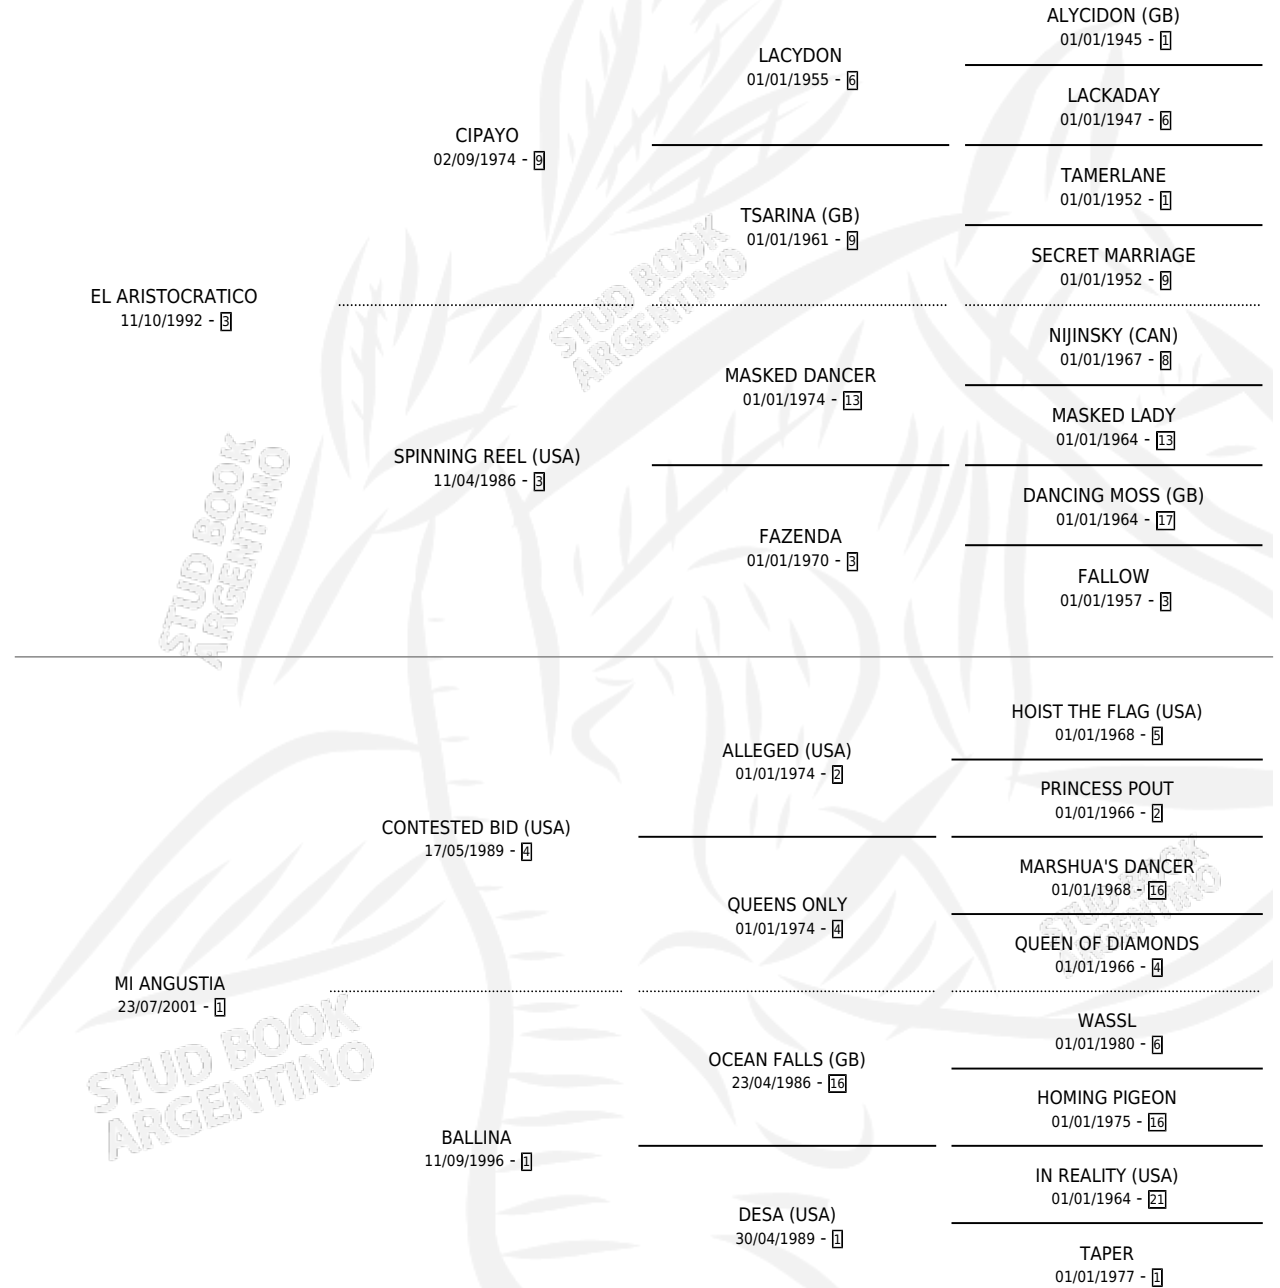 ALYCIDON (GB)
01/01/1945 - 1
LACYDON
01/01/1955 - 6
LACKADAY
01/01/1947 - 6
CIPAYO
02/09/1974 - 9
TAMERLANE
01/01/1952 - 1
TSARINA (GB)
01/01/1961 - 9
SECRET MARRIAGE
01/01/1952 - 9
EL ARISTOCRATICO
11/10/1992 - 3
STUD BOOK
ARGENTINO
NIJINSKY (CAN)
01/01/1967 - 8
MASKED DANCER
01/01/1974 - 13
MASKED LADY
01/01/1964 - 13
SPINNING REEL (USA)
11/04/1986 - 3
DANCING MOSS (GB)
01/01/1964 - 17
FAZENDA
01/01/1970 - 3
FALLOW
01/01/1957 - 3
STUD BOOK
ARGENTINO
HOIST THE FLAG (USA)
01/01/1968 - 5
ALLEGED (USA)
01/01/1974 - 2
PRINCESS POUT
01/01/1966 - 2
CONTESTED BID (USA)
17/05/1989 - 4
MARSHUA'S DANCER
01/01/1968 - 16
QUEENS ONLY
01/01/1974 - 4
QUEEN OF DIAMONDS
01/01/1966 - 4
STUD BOOK
ARGENTINO
MI ANGUSTIA
23/07/2001 - 1
WASSL
01/01/1980 - 6
OCEAN FALLS (GB)
23/04/1986 - 16
HOMING PIGEON
01/01/1975 - 16
STUD BOOK
ARGENTINO
BALLINA
11/09/1996 - 1
IN REALITY (USA)
01/01/1964 - 21
DESA (USA)
30/04/1989 - 1
TAPER
01/01/1977 - 1